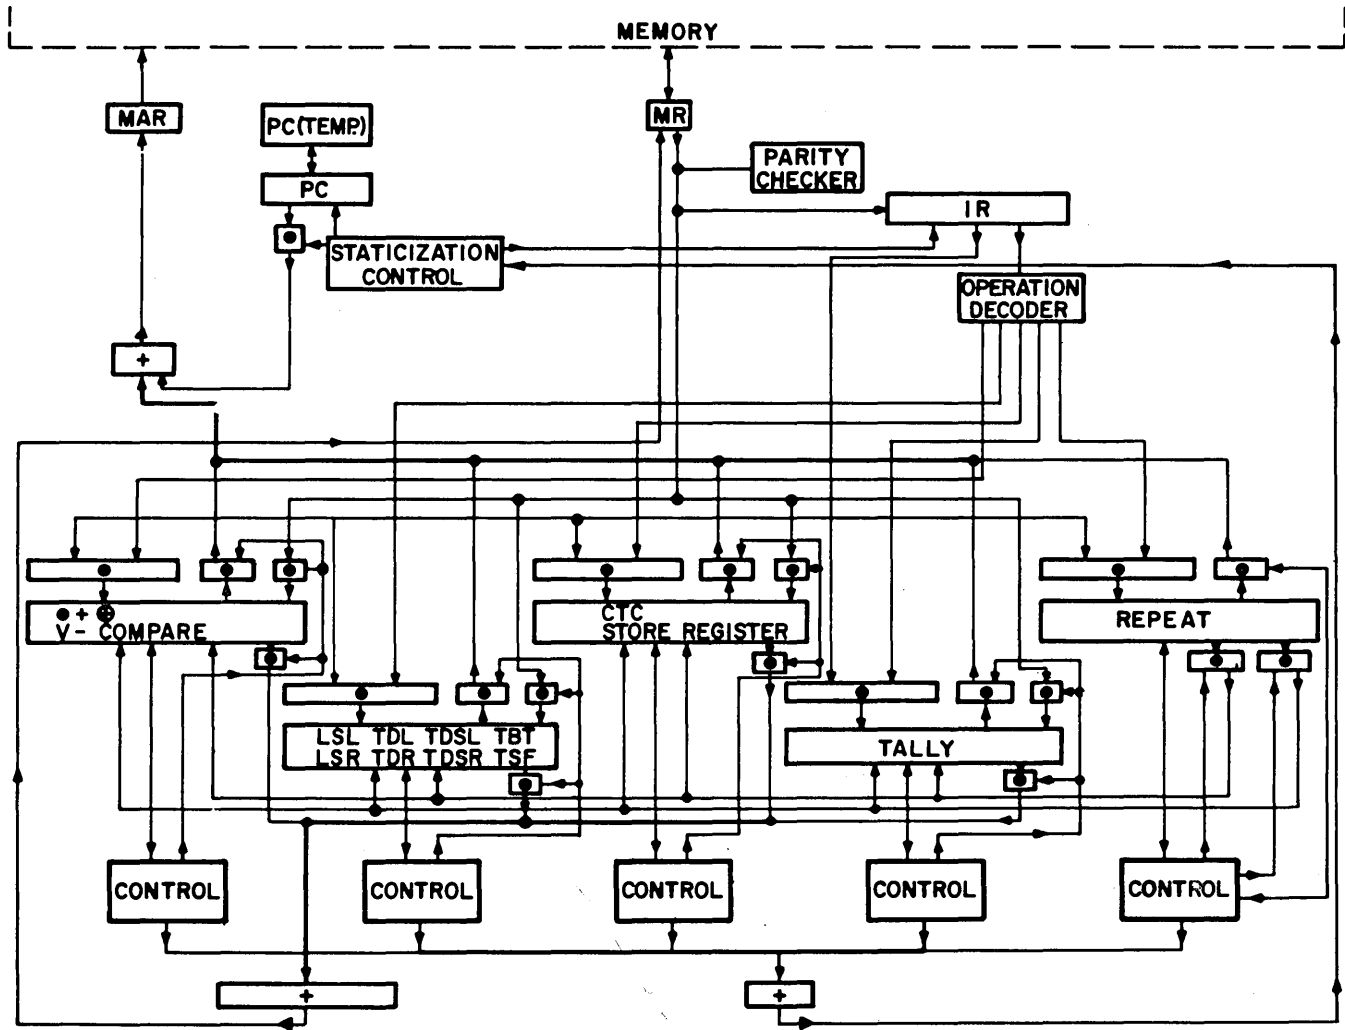 MEMORY
MAR
PC(TEMP.)
MR
PARITY
CHECKER
PC
IR
STATICIZATION
CONTROL
OPERATION
DECODER
+
● + ⊕
V - COMPARE
CTC
STORE REGISTER
REPEAT
LSL TDL TDSL TBT
LSR TDR TDSR TSF
TALLY
CONTROL
CONTROL
CONTROL
CONTROL
CONTROL
+
+